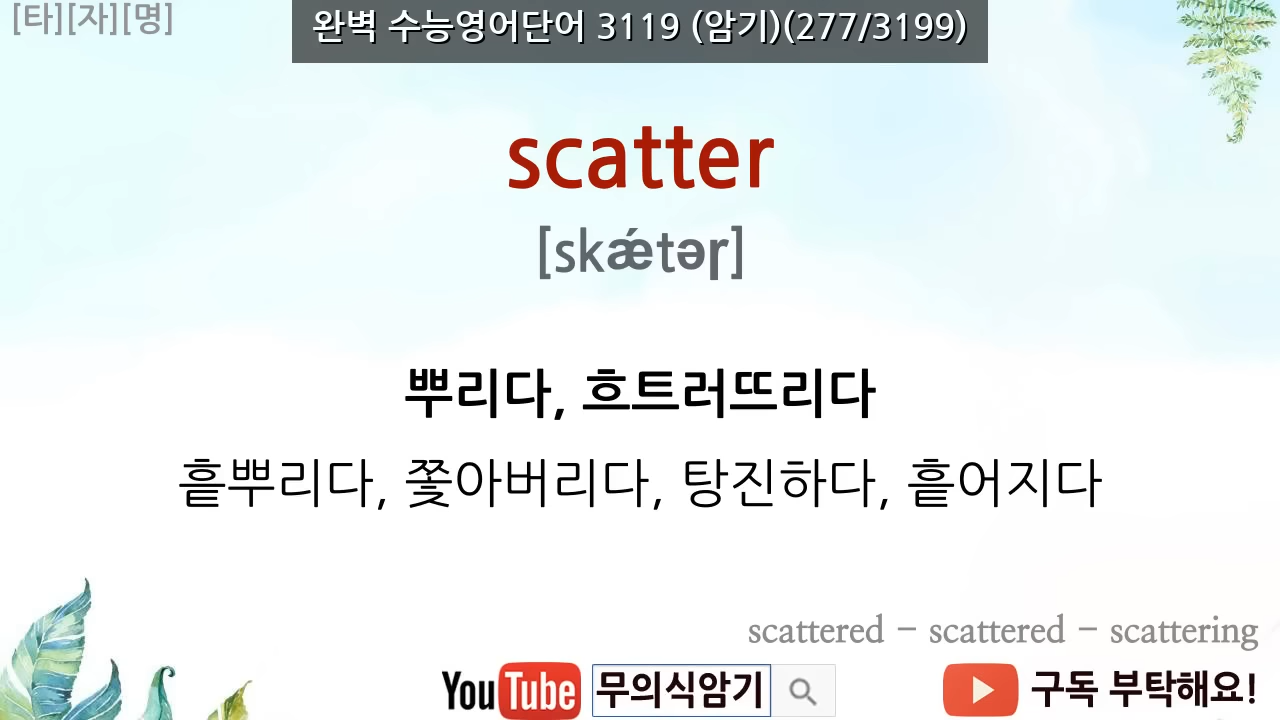 [타][자][명]
완벽 수능영어단어 3119 (암기)(277/3199)
scatter
[skǽtəɼ]
뿌리다, 흐트러뜨리다
흩뿌리다, 쫓아버리다, 탕진하다, 흩어지다
scattered - scattered - scattering
YouTube 무의식암기 구독 부탁해요!